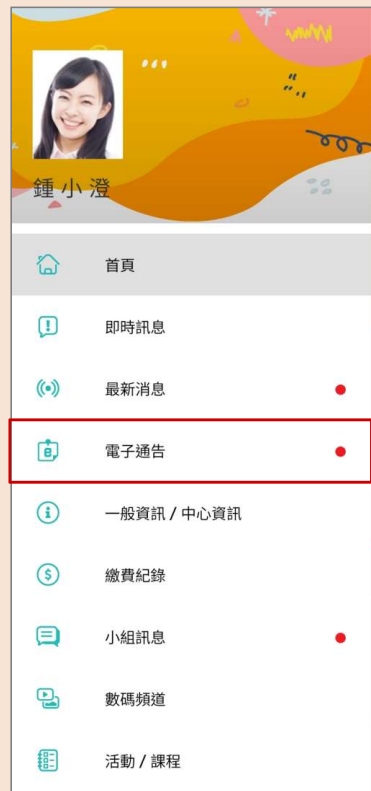 鍾小澄
首頁
即時訊息
最新消息
電子通告
一般資訊 / 中心資訊
繳費紀錄
小組訊息
數碼頻道
活動 / 課程